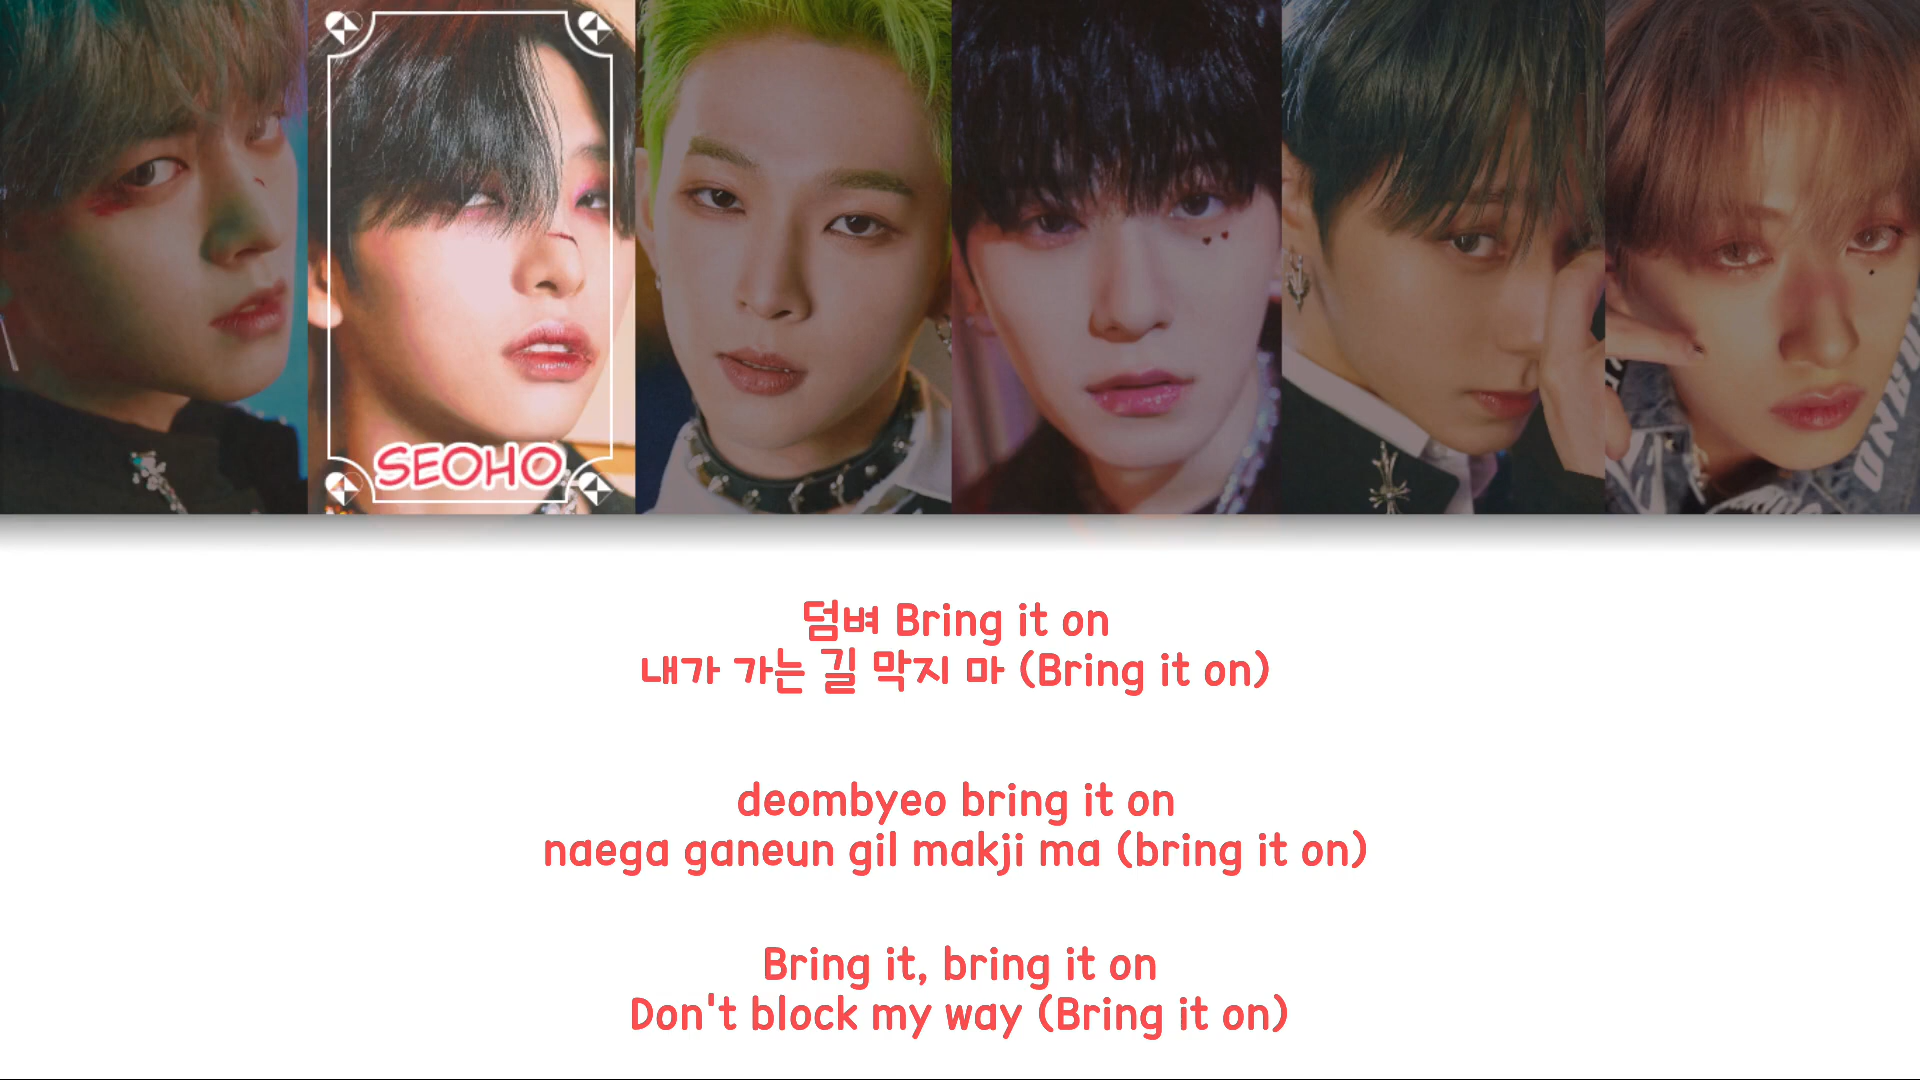 SEOHO
덤벼 Bring it on
내가 가는 길 막지 마 (Bring it on)
deombyeo bring it on
naega ganeun gil makji ma (bring it on)
Bring it, bring it on
Don't block my way (Bring it on)